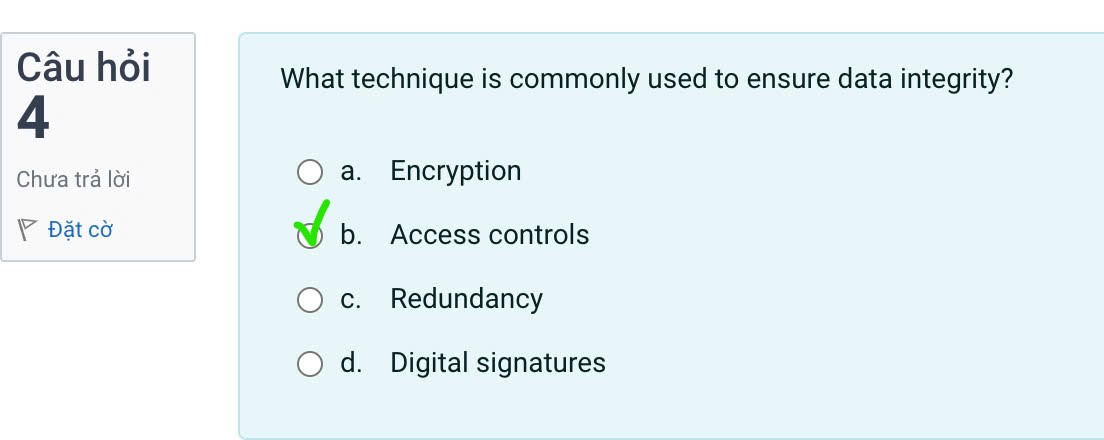 Câu hỏi
4
Chưa trả lời
Đặt cờ
What technique is commonly used to ensure data integrity?
a. Encryption
b. Access controls
c. Redundancy
d. Digital signatures